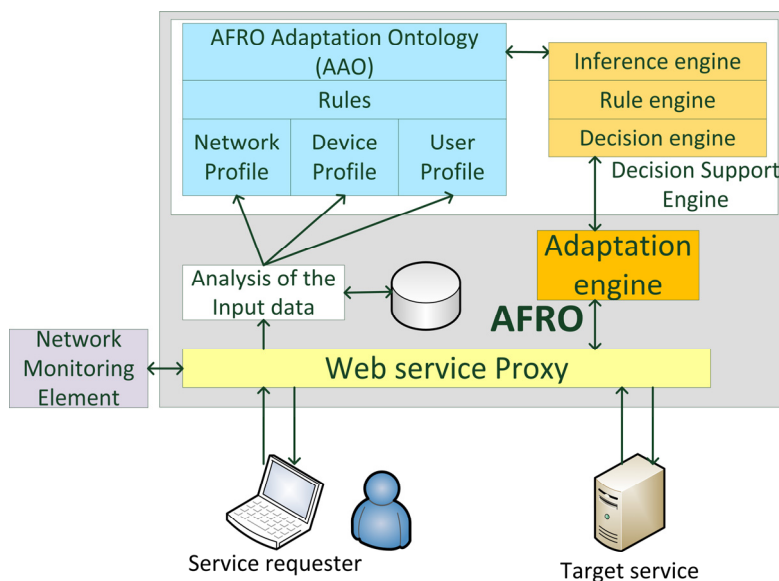 AFRO Adaptation Ontology
(AAO)
Rules
Network
Profile
Device
Profile
User
Profile
Inference engine
Rule engine
Decision engine
Decision Support
Engine
Analysis of the
Input data
Adaptation
engine
AFRO
Network
Monitoring
Element
Web service Proxy
Service requester
Target service